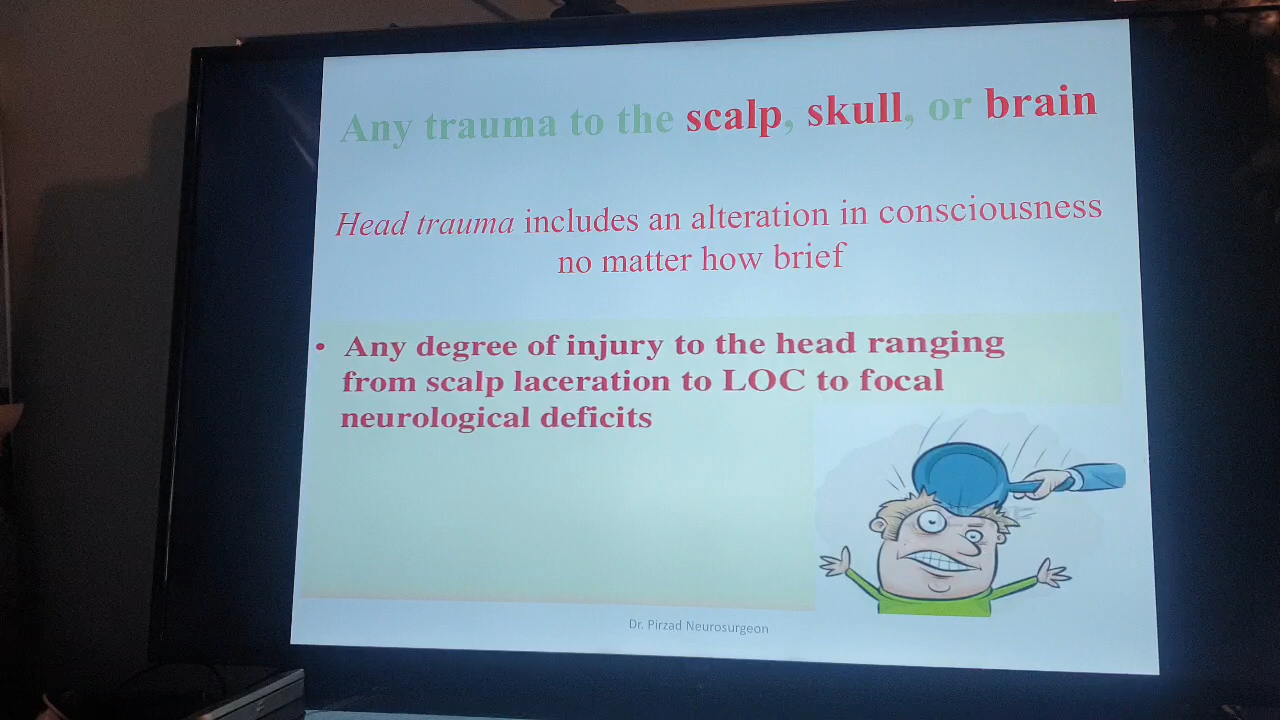 Any trauma to the scalp, skull, or brain
Head trauma includes an alteration in consciousness
no matter how brief
• Any degree of injury to the head ranging
from scalp laceration to LOC to focal
neurological deficits
Dr. Pirzad Neurosurgeon